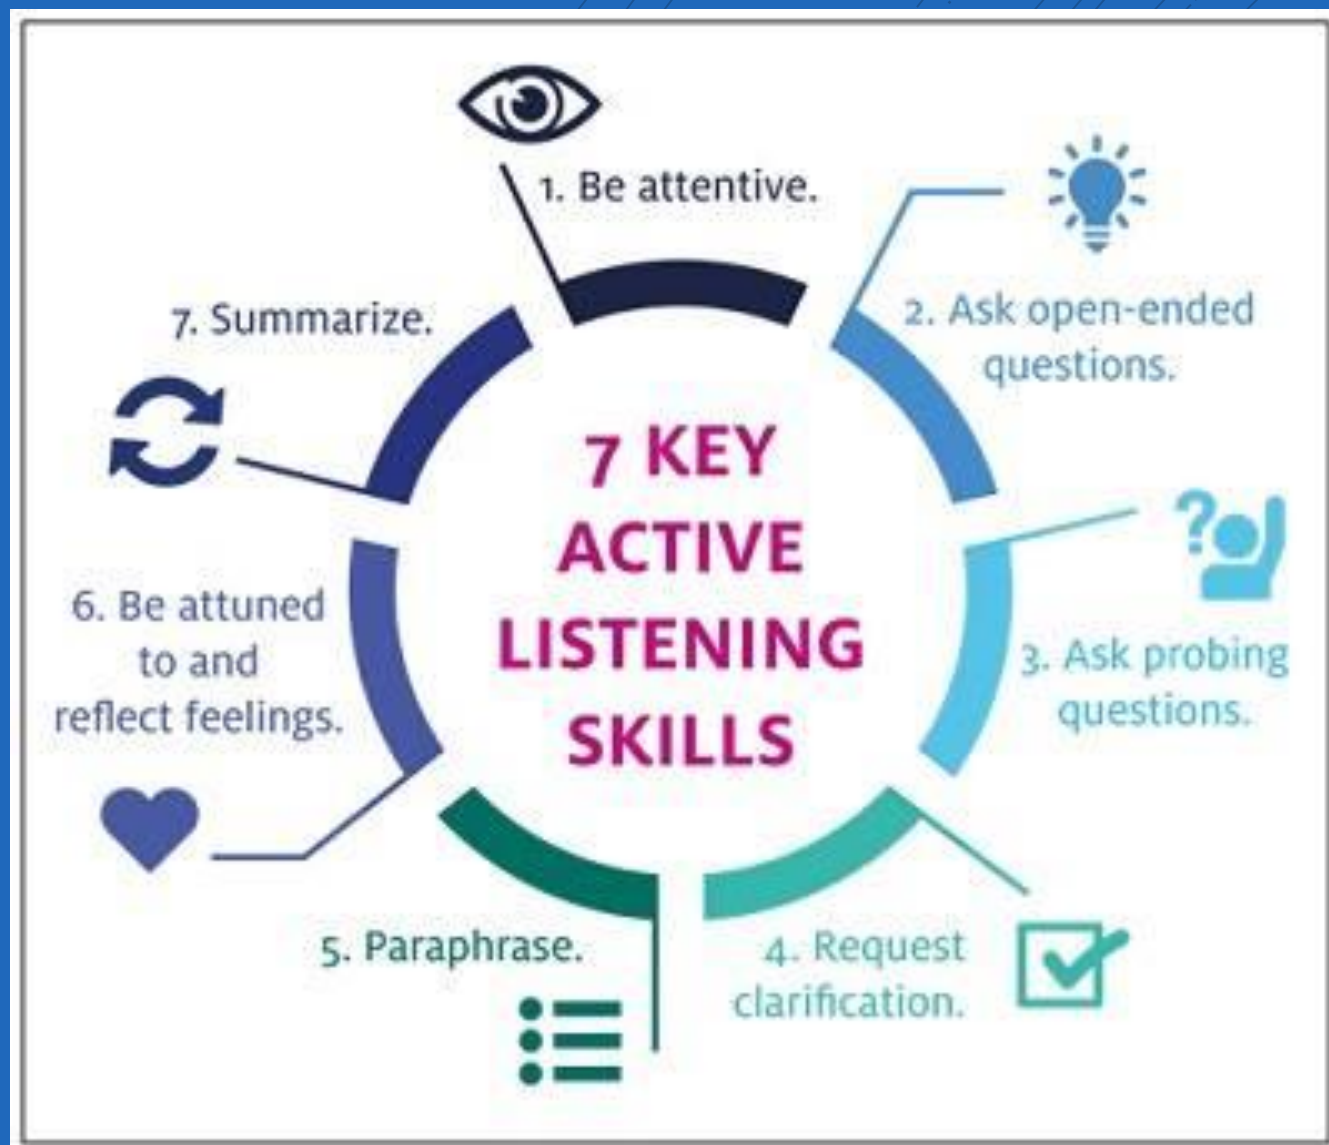 7 KEY
ACTIVE
LISTENING
SKILLS
1. Be attentive.
2. Ask open-ended
questions.
3. Ask probing
questions.
4. Request
clarification.
5. Paraphrase.
6. Be attuned
to and
reflect feelings.
7. Summarize.